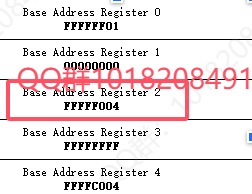 Base Address Register 0
FFFFFF01
Base Address Register 1
00000000
QQ群1018208491
Base Address Register 2
FFFFF004
Base Address Register 3
FFFFFFFF
Base Address Register 4
FFFFC004